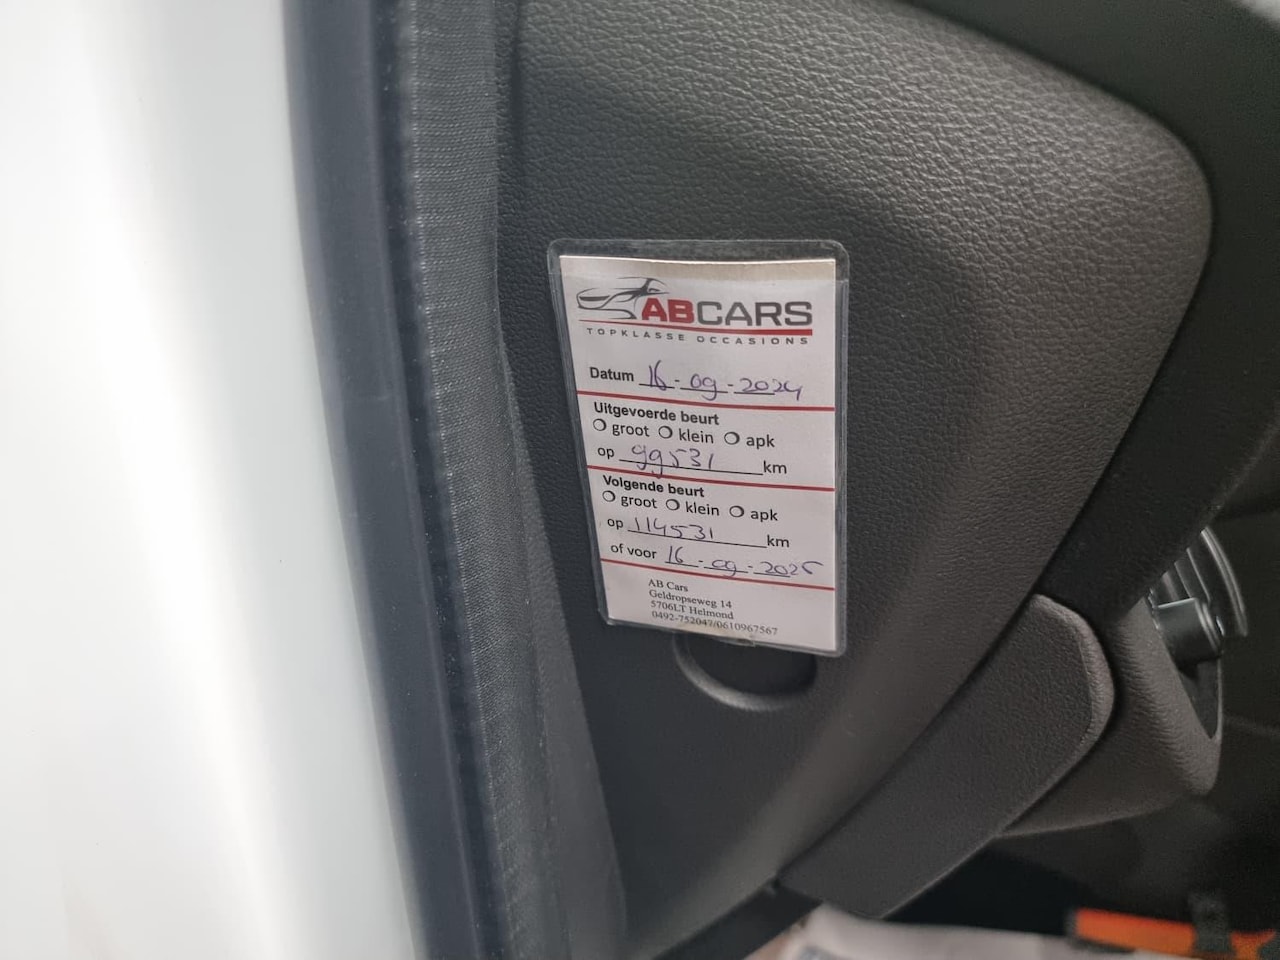 ABCARS
TOPKLASSE OCCASIONS
Datum 16-09-2024
Uitgevoerde beurt
groot klein apk
op 99531 km
Volgende beurt
groot klein apk
op 114531 km
of voor 16-09-2025
AB Cars
Geldropseweg 14
5706LT Helmond
0492-752047/0610967567